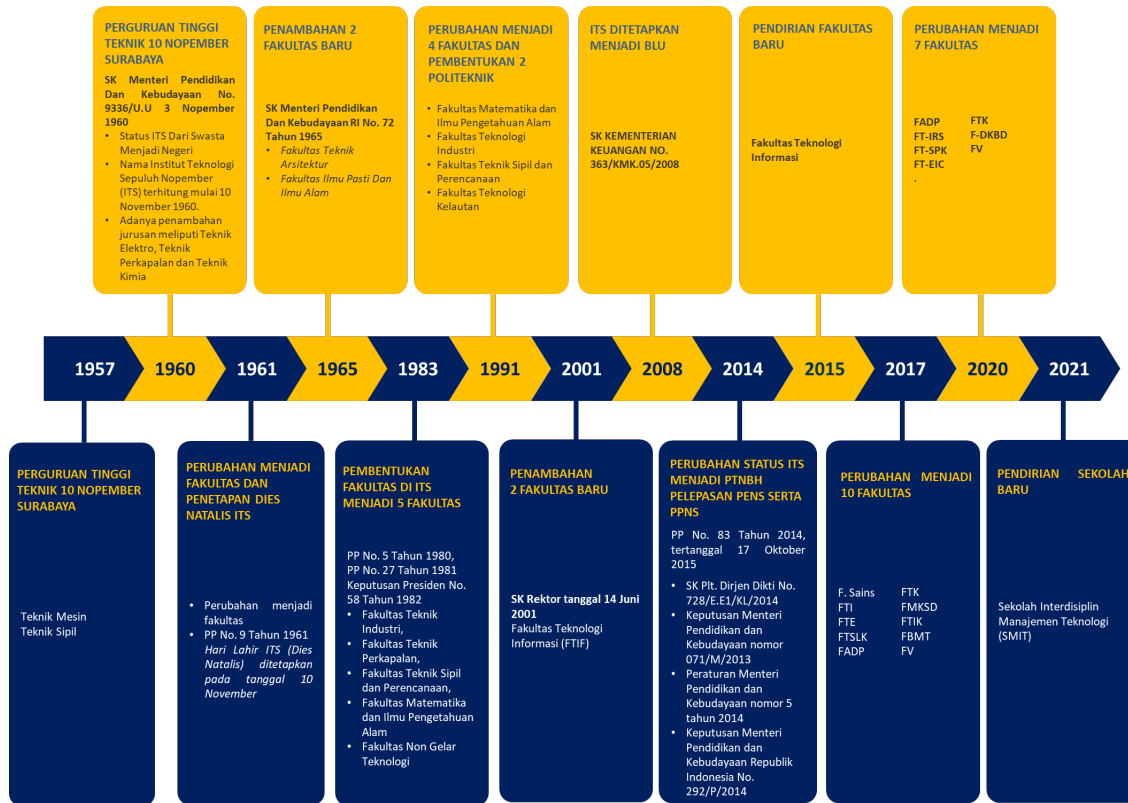 PERGURUAN TINGGI
TEKNIK 10 NOPEMBER
SURABAYA
SK Menteri Pendidikan
Dan Kebudayaan No.
9336/U.U 3 Nopember
1960
• Status ITS Dari Swasta
Menjadi Negeri
• Nama Institut Teknologi
Sepuluh Nopember
(ITS) terhitung mulai 10
November 1960.
• Adanya penambahan
jurusan meliputi Teknik
Elektro, Teknik
Perkapalan dan Teknik
Kimia
PENAMBAHAN 2
FAKULTAS BARU
SK Menteri Pendidikan
Dan Kebudayaan RI No. 72
Tahun 1965
• Fakultas Teknik
Arsitektur
• Fakultas Ilmu Pasti Dan
Ilmu Alam
PERUBAHAN MENJADI
4 FAKULTAS DAN
PEMBENTUKAN 2
POLITEKNIK
• Fakultas Matematika dan
Ilmu Pengetahuan Alam
• Fakultas Teknologi
Industri
• Fakultas Teknik Sipil dan
Perencanaan
• Fakultas Teknologi
Kelautan
ITS DITETAPKAN
MENJADI BLU
SK KEMENTERIAN
KEUANGAN NO.
363/KMK.05/2008
PENDIRIAN FAKULTAS
BARU
Fakultas Teknologi
Informasi
PERUBAHAN MENJADI
7 FAKULTAS
FADP
FT-IRS
FT-SPK
FT-EIC
.
FTK
F-DKBD
FV
1957
1960
1961
1965
1983
1991
2001
2008
2014
2015
2017
2020
2021
PERGURUAN TINGGI
TEKNIK 10 NOPEMBER
SURABAYA
Teknik Mesin
Teknik Sipil
PERUBAHAN MENJADI
FAKULTAS DAN
PENETAPAN DIES
NATALIS ITS
• Perubahan menjadi
fakultas
• PP No. 9 Tahun 1961
Hari Lahir ITS (Dies
Natalis) ditetapkan
pada tanggal 10
November
PEMBENTUKAN
FAKULTAS DI ITS
MENJADI 5 FAKULTAS
PP No. 5 Tahun 1980,
PP No. 27 Tahun 1981
Keputusan Presiden No.
58 Tahun 1982
• Fakultas Teknik
Industri,
• Fakultas Teknik
Perkapalan,
• Fakultas Teknik Sipil
dan Perencanaan,
• Fakultas Matematika
dan Ilmu Pengetahuan
Alam
• Fakultas Non Gelar
Teknologi
PENAMBAHAN
2 FAKULTAS BARU
SK Rektor tanggal 14 Juni
2001
Fakultas Teknologi
Informasi (FTIF)
PERUBAHAN STATUS ITS
MENJADI PTNBH
PELEPASAN PENS SERTA
PPNS
PP No. 83 Tahun 2014,
tertanggal 17 Oktober
2015
• SK Plt. Dirjen Dikti No.
728/E.E1/KL/2014
• Keputusan Menteri
Pendidikan dan
Kebudayaan nomor
071/M/2013
• Peraturan Menteri
Pendidikan dan
Kebudayaan nomor 5
tahun 2014
• Keputusan Menteri
Pendidikan dan
Kebudayaan Republik
Indonesia No.
292/P/2014
PERUBAHAN MENJADI
10 FAKULTAS
F. Sains
FTI
FTE
FTSLK
FADP
FTK
FMKSD
FTIK
FBMT
FV
PENDIRIAN SEKOLAH
BARU
Sekolah Interdisiplin
Manajemen Teknologi
(SMIT)